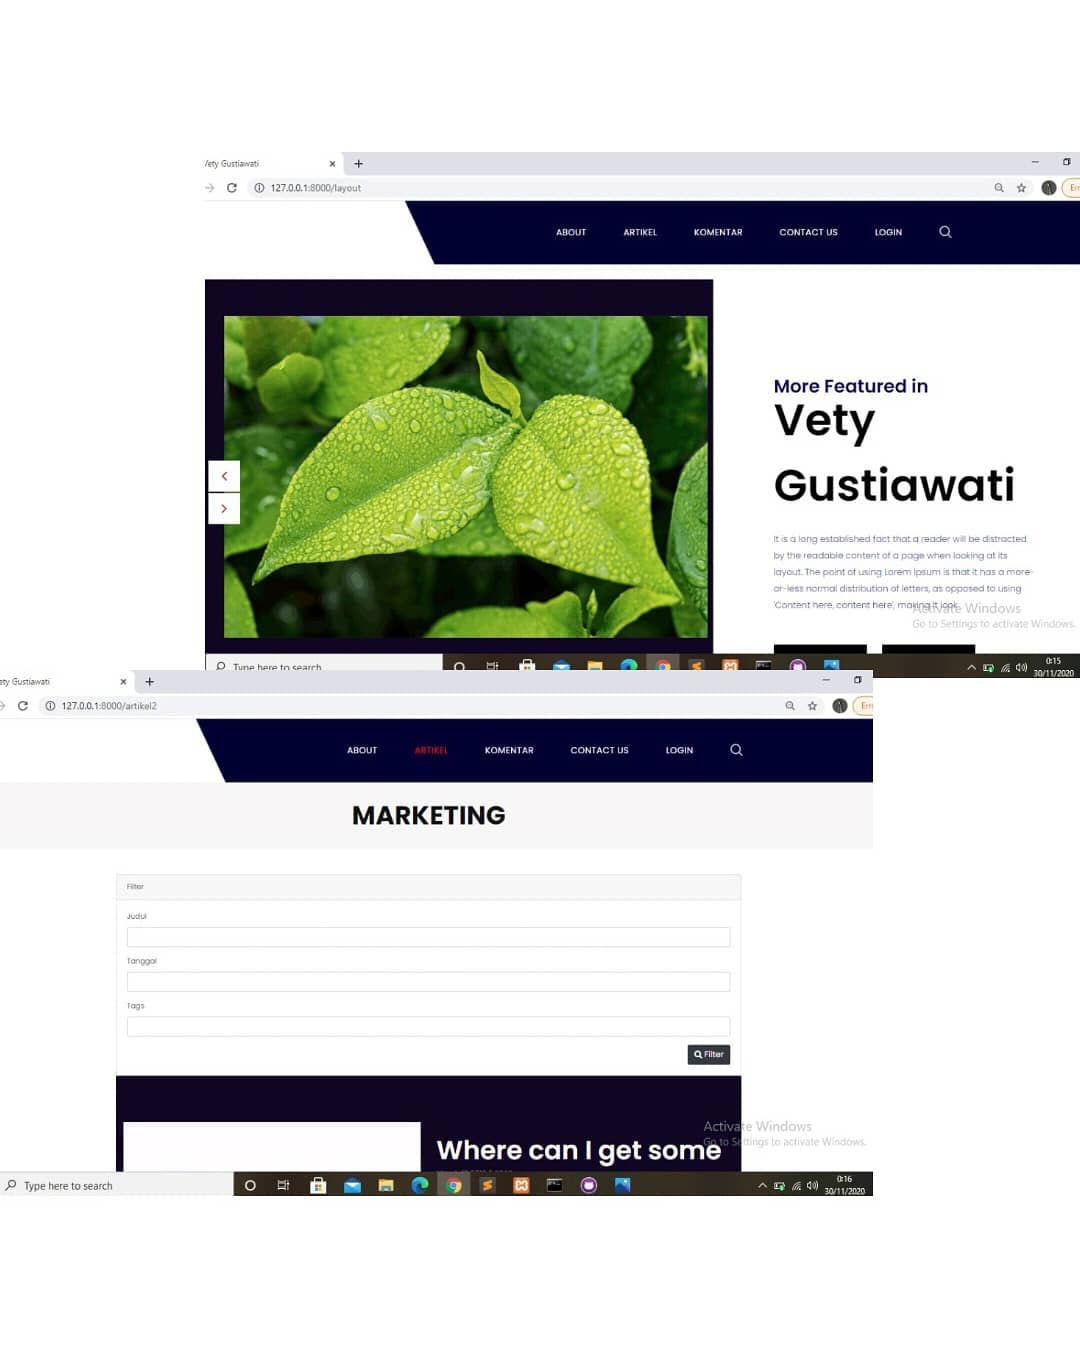 Vety Gustiawati
127.0.0.1:8000/layout
ABOUT ARTIKEL KOMENTAR CONTACT US LOGIN
More Featured in
Vety
Gustiawati
It is a long established fact that a reader will be distracted
by the readable content of a page when looking at its
layout. The point of using Lorem Ipsum is that it has a more-
or-less normal distribution of letters, as opposed to using
'Content here, content here', making it look
Activate Windows
Go to Settings to activate Windows.
Type here to search
0:15
30/11/2020
ety Gustiawati
127.0.0.1:8000/artikel2
ABOUT ARTIKEL KOMENTAR CONTACT US LOGIN
MARKETING
Filter
Judul
Tanggal
Tags
Filter
Where can I get some
Activate Windows
Go to Settings to activate Windows.
Type here to search
0:16
30/11/2020